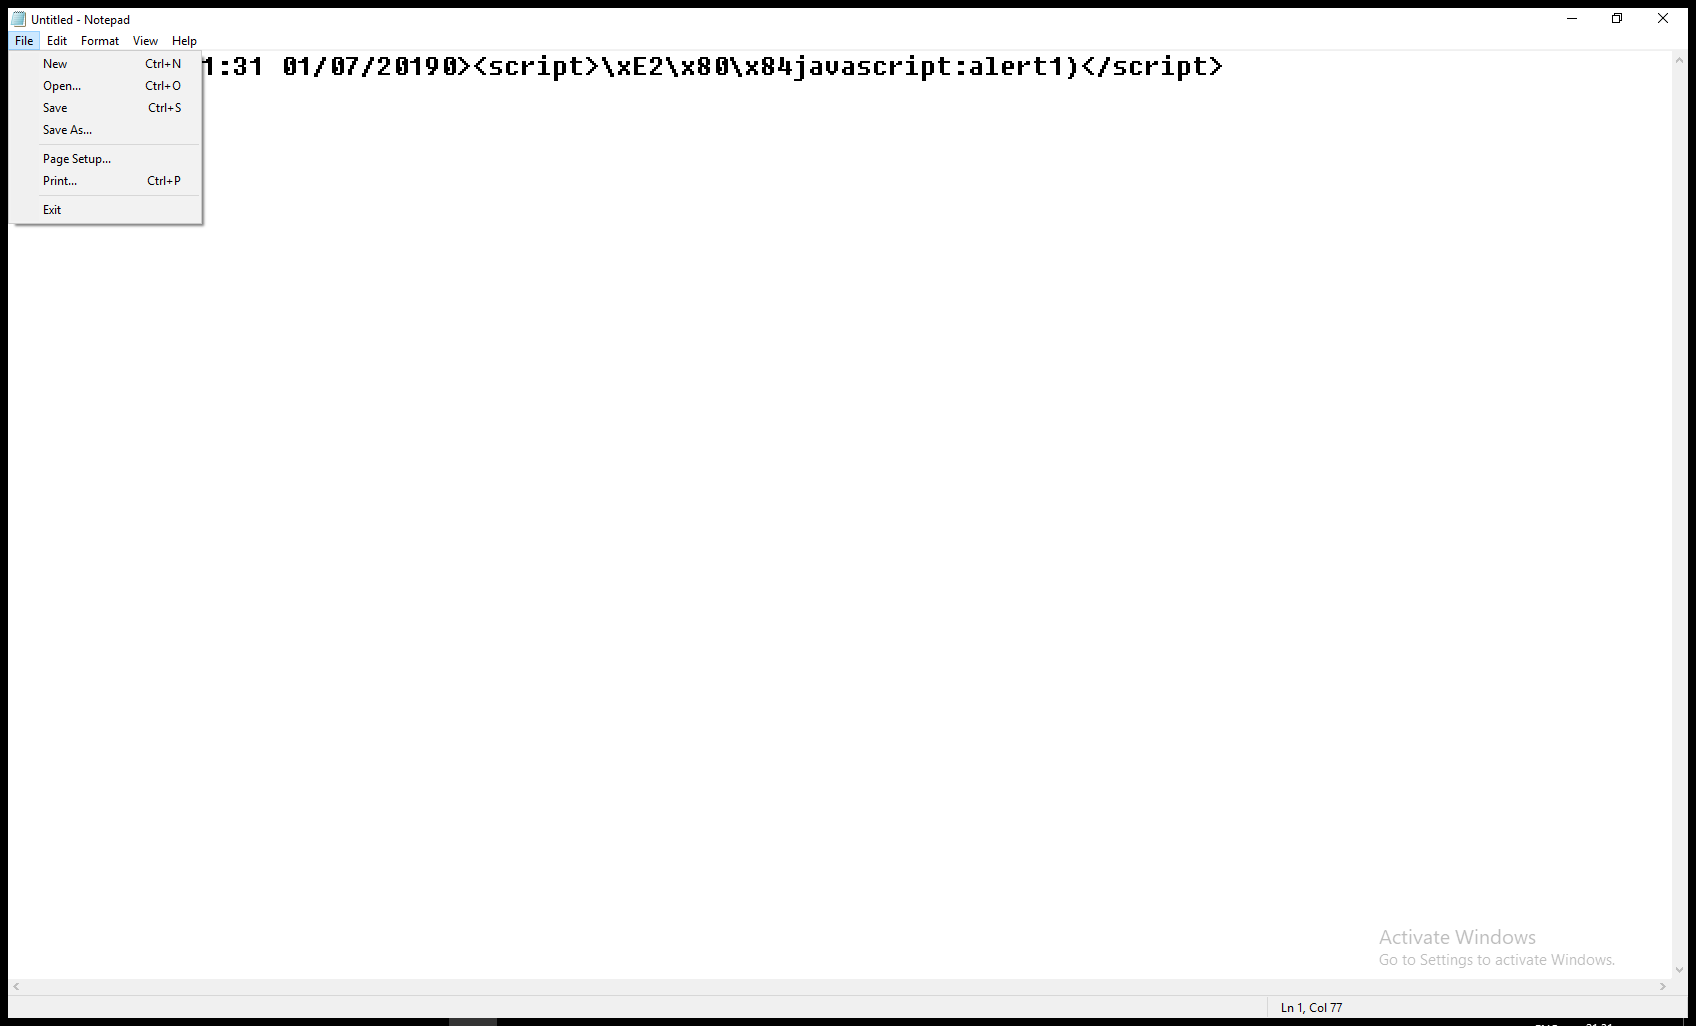 Untitled - Notepad
File Edit Format View Help
1:31 01/07/20190><script>\xE2\x80\x84javascript:alert1)</script>
New Ctrl+N
Open... Ctrl+O
Save Ctrl+S
Save As...
Page Setup...
Print... Ctrl+P
Exit
Activate Windows
Go to Settings to activate Windows.
Ln 1, Col 77